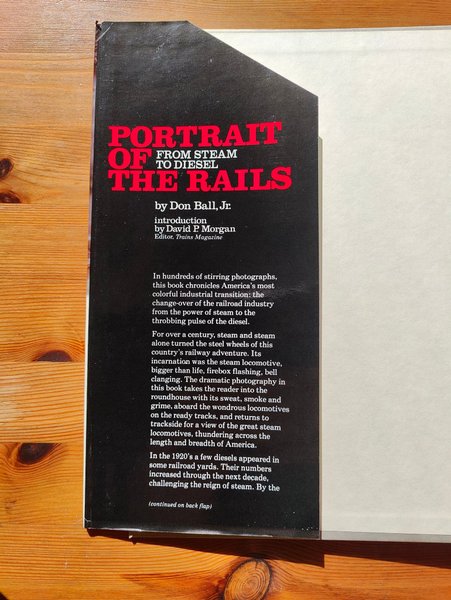 PORTRAIT
OF FROM STEAM
TO DIESEL
THE RAILS
by Don Ball, Jr.
introduction
by David P. Morgan
Editor, Trains Magazine
In hundreds of stirring photographs,
this book chronicles America's most
colorful industrial transition: the
change-over of the railroad industry
from the power of steam to the
throbbing pulse of the diesel.
For over a century, steam and steam
alone turned the steel wheels of this
country's railway adventure. Its
incarnation was the steam locomotive,
bigger than life, firebox flashing, bell
clanging. The dramatic photography in
this book takes the reader into the
roundhouse with its sweat, smoke and
grime, aboard the wondrous locomotives
on the ready tracks, and returns to
trackside for a view of the great steam
locomotives, thundering across the
length and breadth of America.
In the 1920's a few diesels appeared in
some railroad yards. Their numbers
increased through the next decade,
challenging the reign of steam. By the
(continued on back flap)